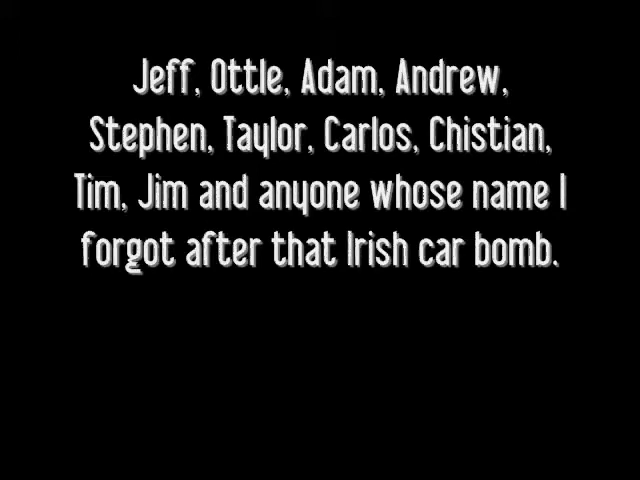 Jeff, Ottle, Adam, Andrew,
Stephen, Taylor, Carlos, Chistian,
Tim, Jim and anyone whose name I
forgot after that Irish car bomb.